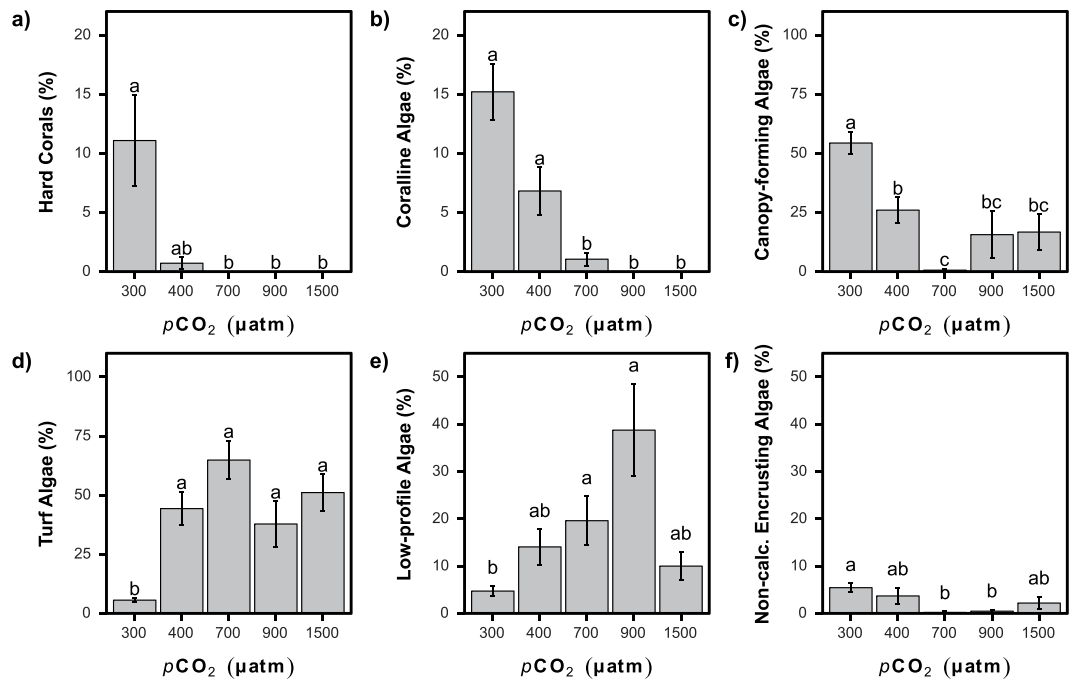 a)
Hard Corals (%)
20
15
10
5
0
a
ab
b
b
b
300 400 700 900 1500
pCO₂ (µatm)
b)
Coralline Algae (%)
20
15
10
5
0
a
a
b
b
b
300 400 700 900 1500
pCO₂ (µatm)
c)
Canopy-forming Algae (%)
100
75
50
25
0
a
b
c
bc
bc
300 400 700 900 1500
pCO₂ (µatm)
d)
Turf Algae (%)
100
75
50
25
0
b
a
a
a
a
300 400 700 900 1500
pCO₂ (µatm)
e)
Low-profile Algae (%)
50
40
30
20
10
0
b
ab
a
a
ab
300 400 700 900 1500
pCO₂ (µatm)
f)
Non-calc. Encrusting Algae (%)
50
40
30
20
10
0
a
ab
b
b
ab
300 400 700 900 1500
pCO₂ (µatm)